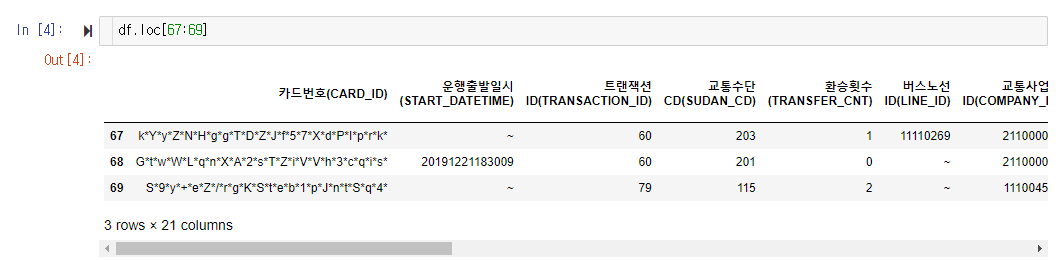 In [4]: df.loc[67:69]
Out[4]:
카드번호(CARD_ID) 운행출발일시 (START_DATETIME) 트랜잭션 ID(TRANSACTION_ID) 교통수단 CD(SUDAN_CD) 환승횟수 (TRANSFER_CNT) 버스노선 ID(LINE_ID) 교통사업 ID(COMPANY_I
67 k*Y*y*Z*N*H*g*g*T*D*Z*J*f*5*7*X*d*P*I*p*r*k* ~ 60 203 1 11110269 2110000
68 G*t*w*W*L*q*n*X*A*2*s*T*Z*i*V*V*h*3*c*q*i*s* 20191221183009 60 201 0 ~ 2110000
69 S*9*y*+*e*Z*/*r*g*K*S*t*e*b*1*p*J*n*t*S*q*4* ~ 79 115 2 ~ 1110045
3 rows × 21 columns